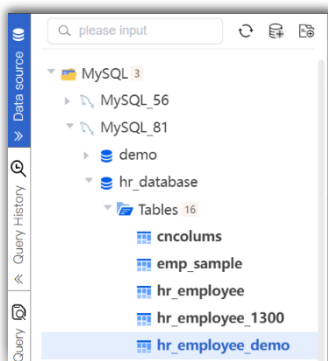 please input
Data source
MySQL 3
MySQL_56
MySQL_81
demo
hr_database
Tables 16
cncolums
emp_sample
hr_employee
hr_employee_1300
hr_employee_demo
Query History
Query